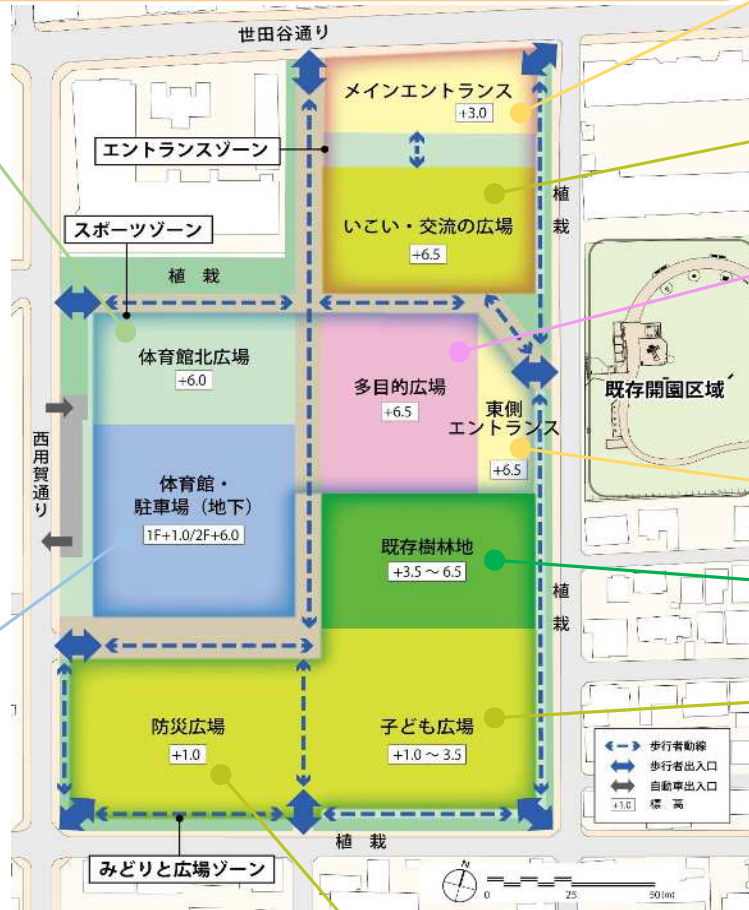 世田谷通り
メインエントランス
+3.0
エントランスゾーン
植栽
いこい・交流の広場
+6.5
スポーツゾーン
植 栽
体育館北広場
+6.0
多目的広場
+6.5
東側
エントランス
+6.5
既存開園区域
西用賀通り
体育館・
駐車場（地下）
1F+1.0/2F+6.0
既存樹林地
+3.5～6.5
植栽
防災広場
+1.0
子ども広場
+1.0～3.5
歩行者動線
歩行者出入口
自動車出入口
+1.0 標 高
植 栽
みどりと広場ゾーン
N
0 25 50(m)